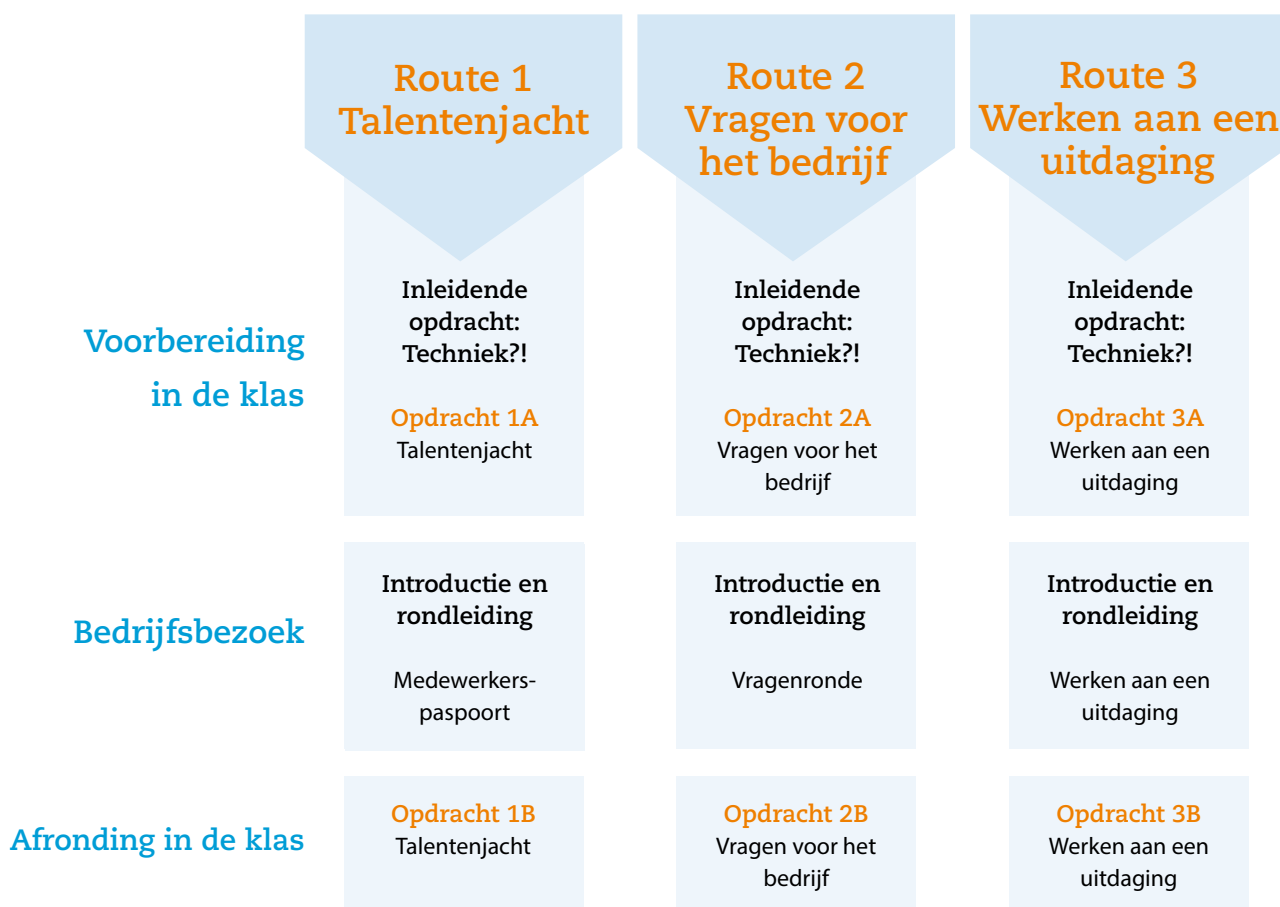 Route 1
Talentenjacht
Route 2
Vragen voor
het bedrijf
Route 3
Werken aan een
uitdaging
Voorbereiding
in de klas
Inleidende
opdracht:
Techniek?!
Opdracht 1A
Talentenjacht
Inleidende
opdracht:
Techniek?!
Opdracht 2A
Vragen voor het
bedrijf
Inleidende
opdracht:
Techniek?!
Opdracht 3A
Werken aan een
uitdaging
Bedrijfsbezoek
Introductie en
rondleiding
Medewerkers-
paspoort
Introductie en
rondleiding
Vragenronde
Introductie en
rondleiding
Werken aan een
uitdaging
Afronding in de klas
Opdracht 1B
Talentenjacht
Opdracht 2B
Vragen voor het
bedrijf
Opdracht 3B
Werken aan een
uitdaging